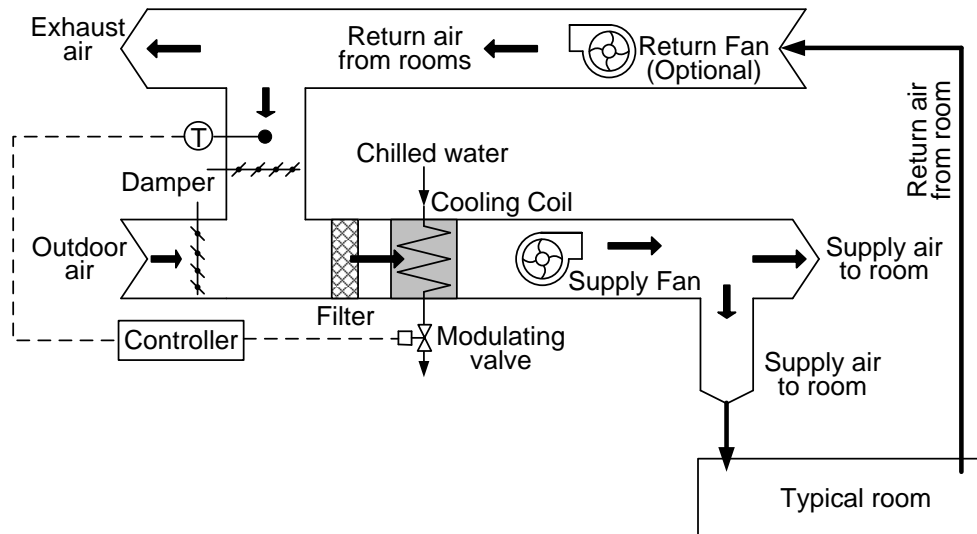 Exhaust
air
Return air
from rooms
Return Fan
(Optional)
Return air
from room
T
Chilled water
Damper
Cooling Coil
Outdoor
air
Supply Fan
Supply air
to room
Filter
Controller
Modulating
valve
Supply air
to room
Typical room